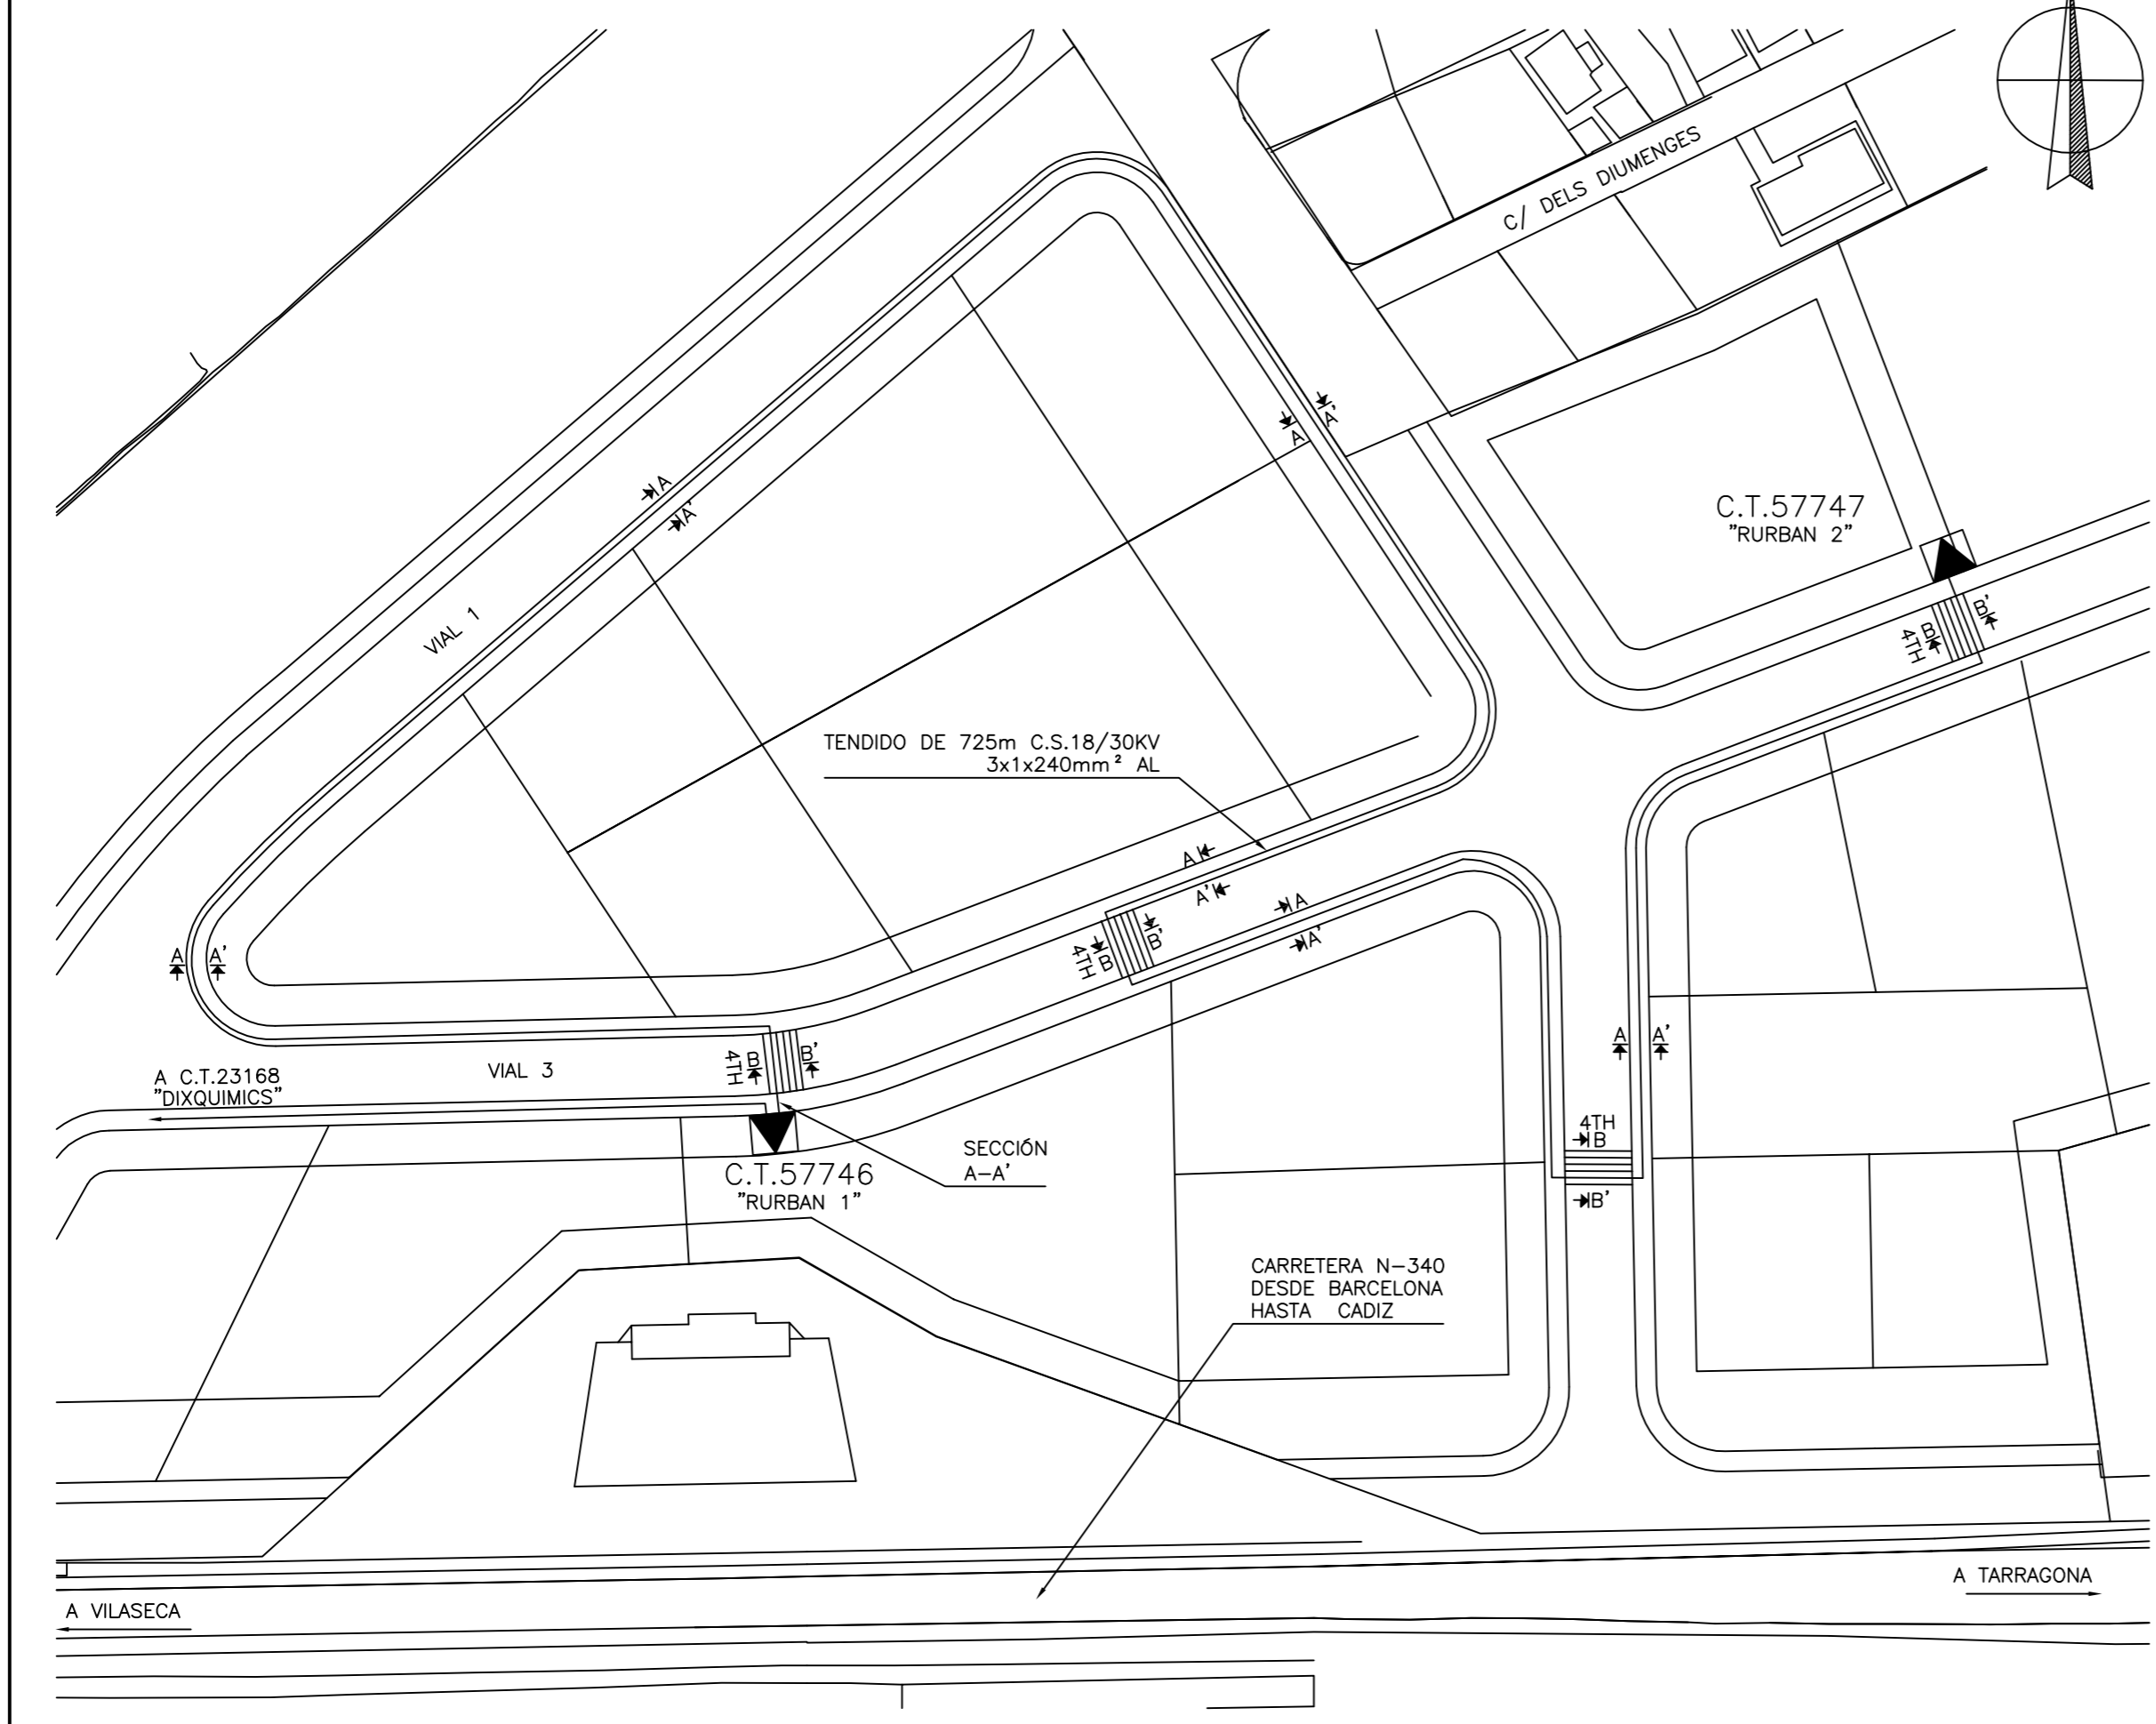 C/ DELS DIUMENGES
A'
A
A
A'
C.T.57747
"RURBAN 2"
B'
B
4TH
VIAL 1
TENDIDO DE 725m C.S.18/30KV
3x1x240mm² AL
A
A'
A
A'
B'
B
4TH
A
A'
A
A'
VIAL 3
4TH
B
B'
A C.T.23168
"DIXQUIMICS"
4TH
B
B'
SECCIÓN
A-A'
C.T.57746
"RURBAN 1"
CARRETERA N-340
DESDE BARCELONA
HASTA CADIZ
A TARRAGONA
A VILASECA